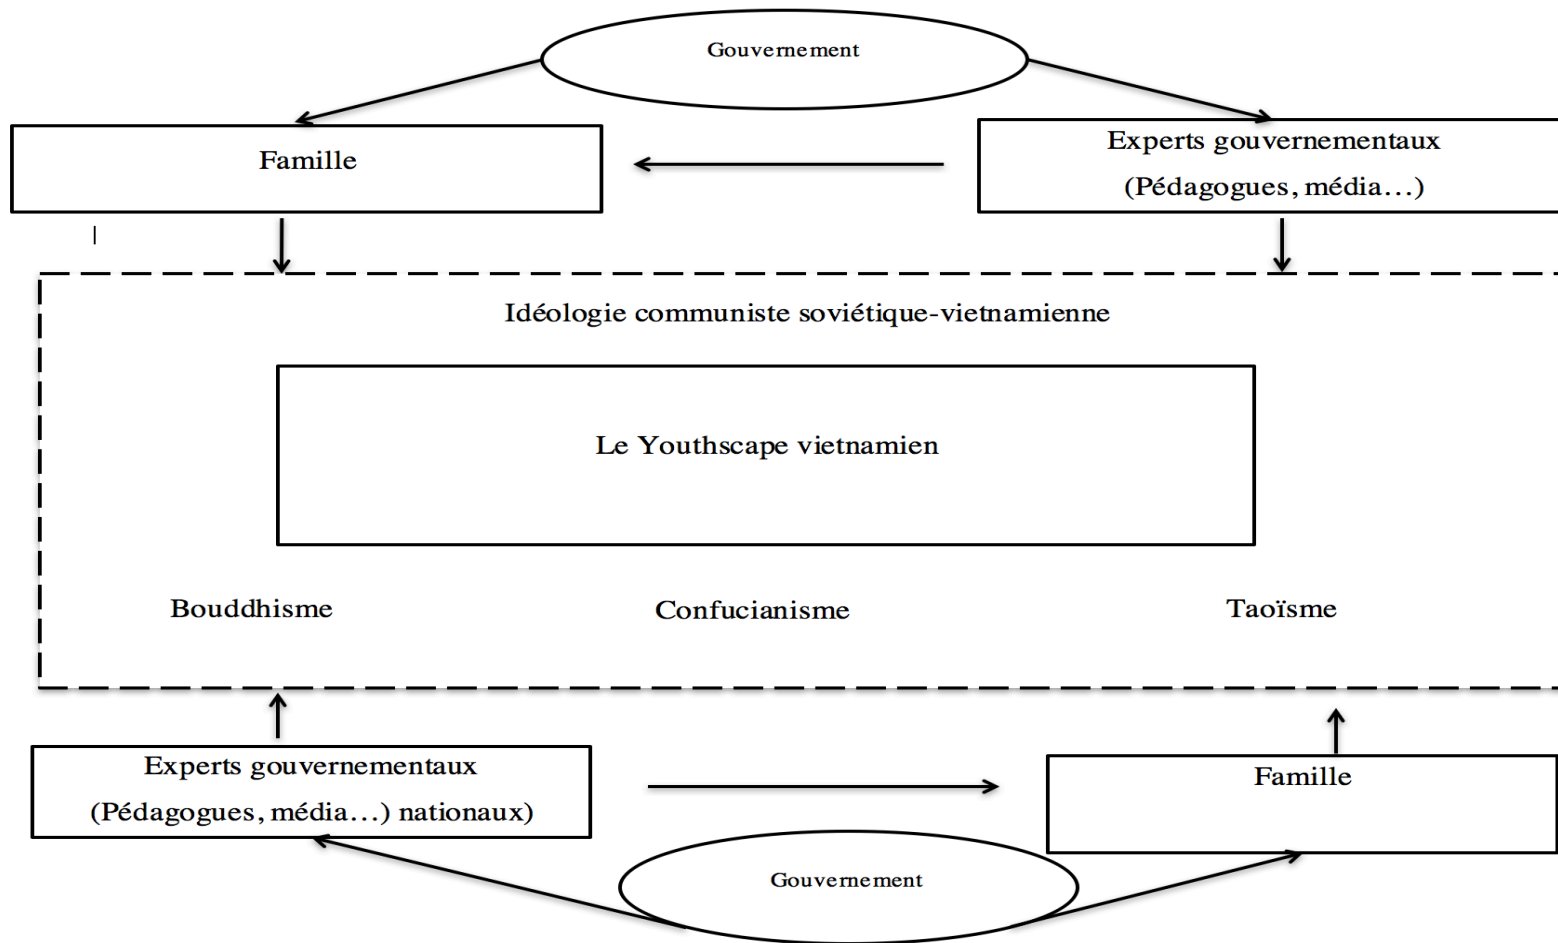 Gouvernement
Famille
Experts gouvernementaux
(Pédagogues, média…)
Idéologie communiste soviétique-vietnamienne
Le Youthscape vietnamien
Bouddhisme
Confucianisme
Taoïsme
Experts gouvernementaux
(Pédagogues, média…) nationaux)
Famille
Gouvernement